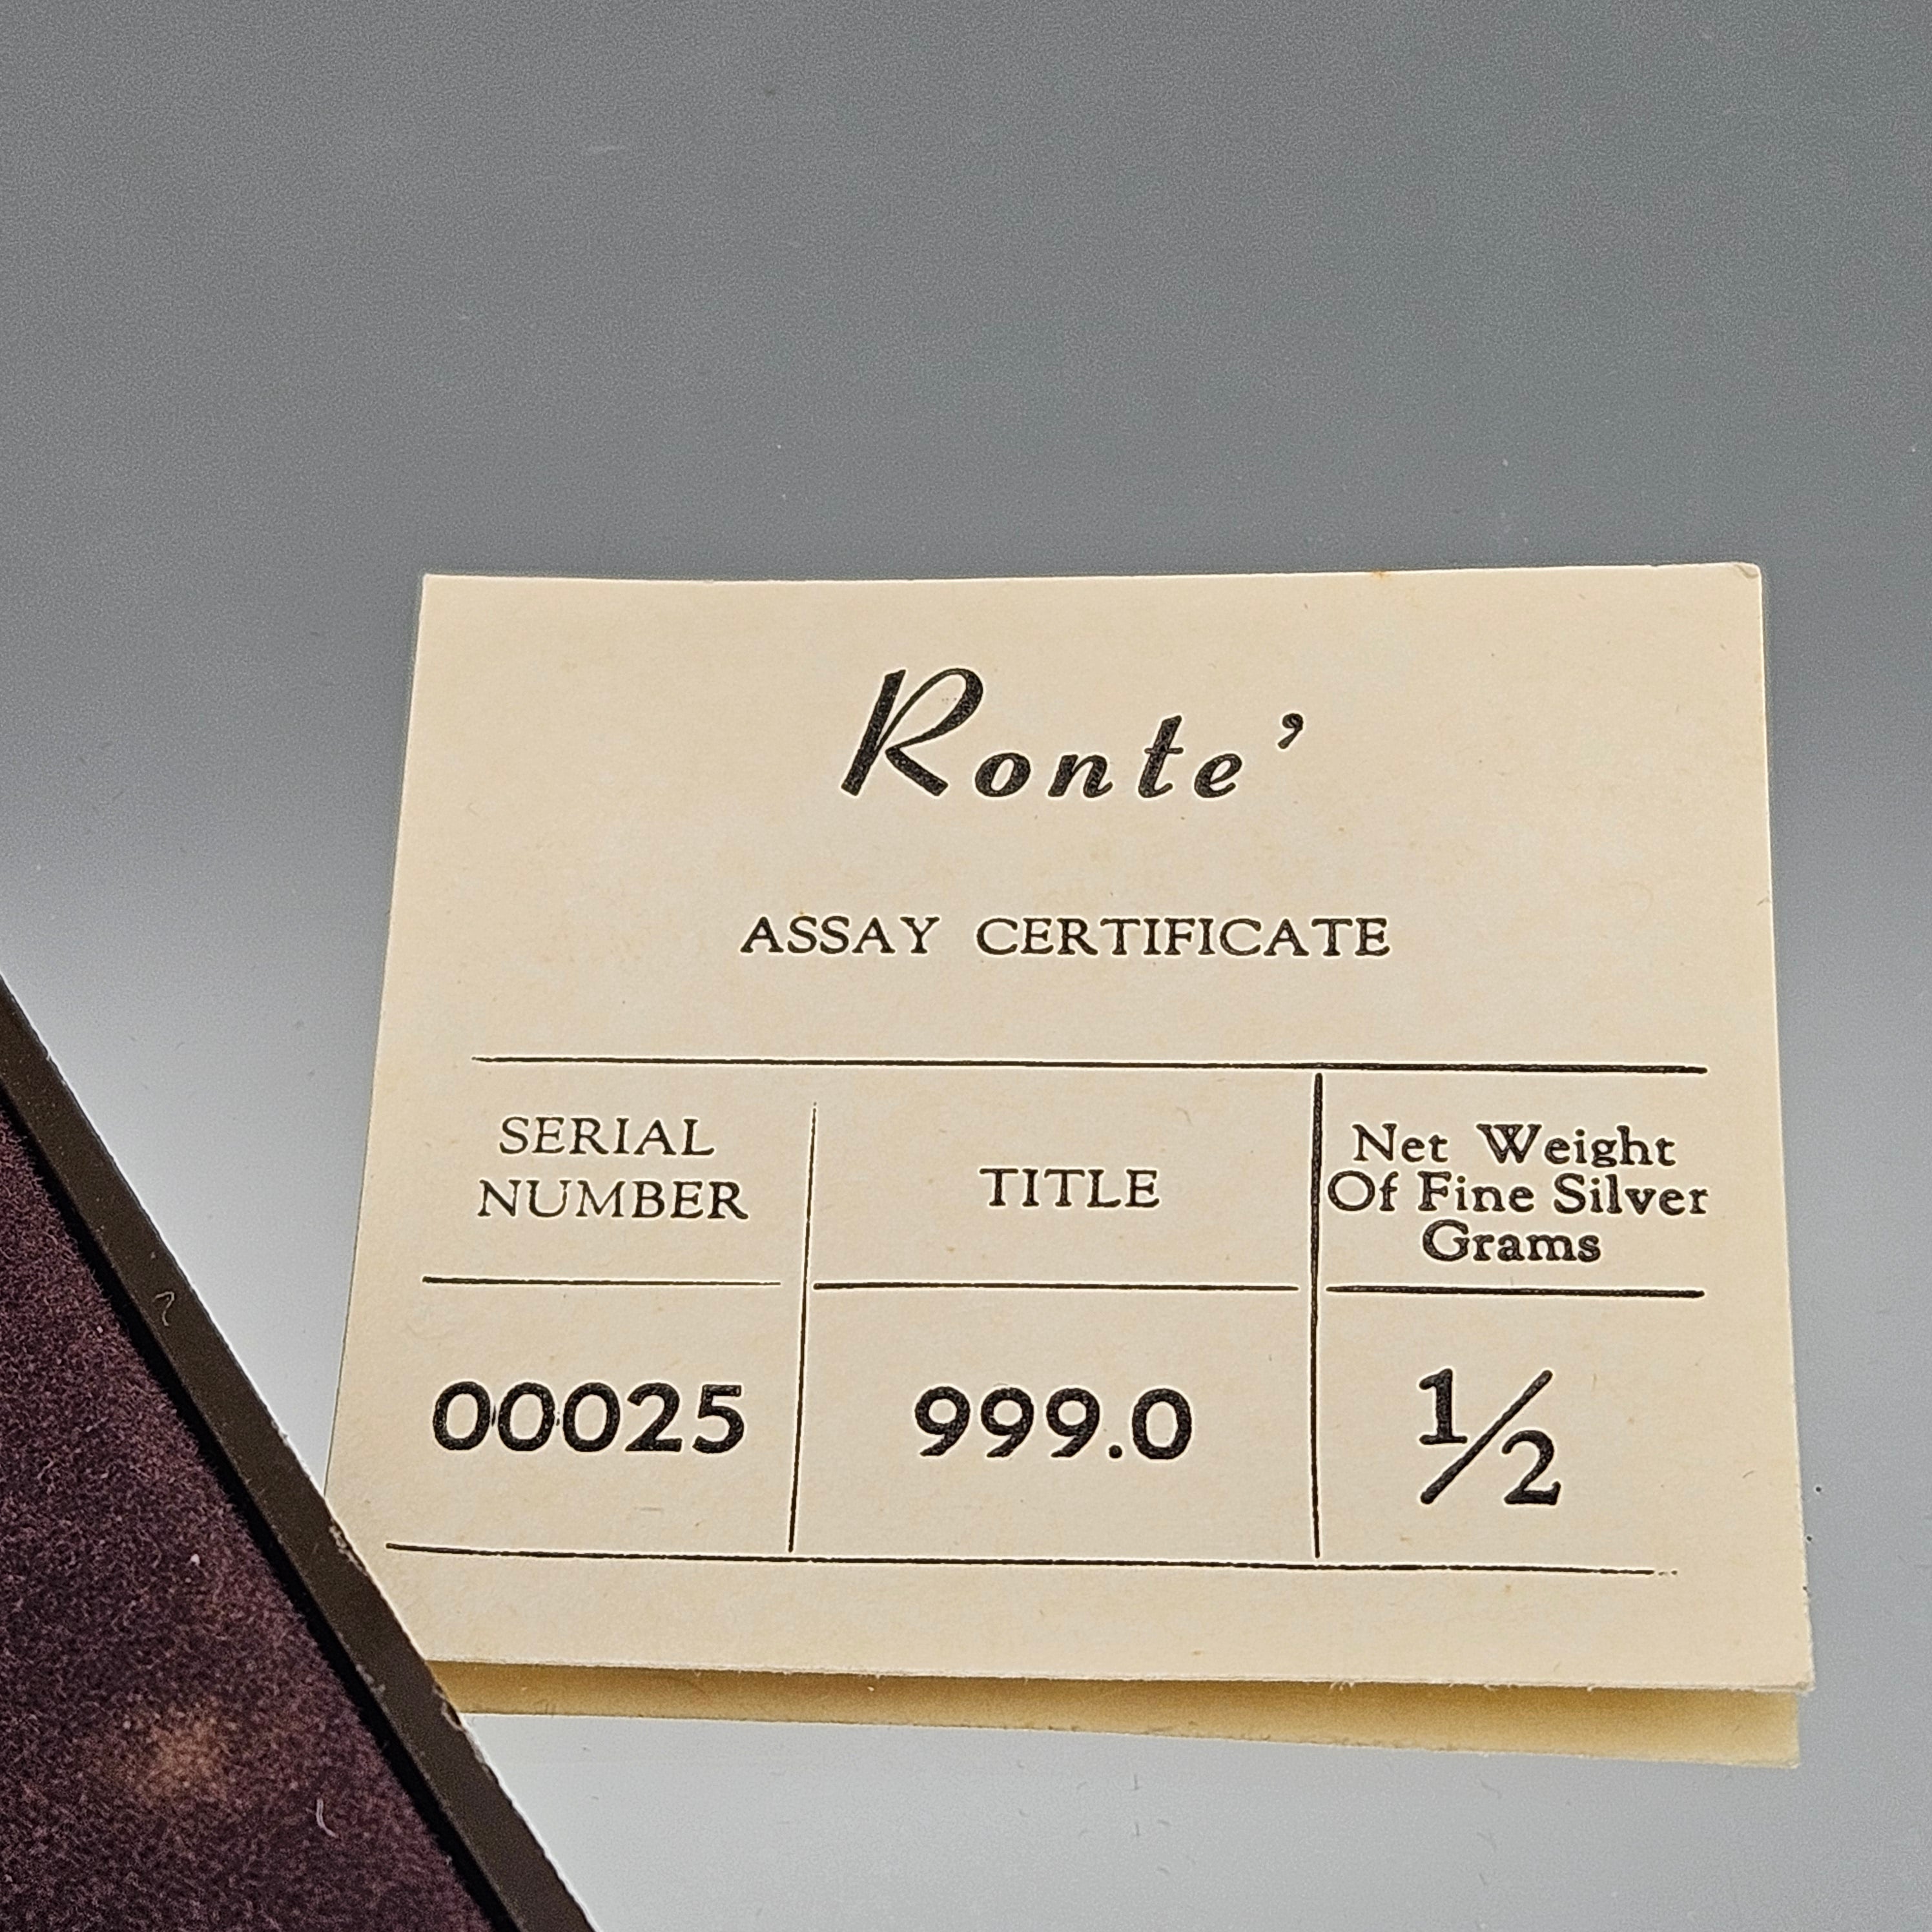 Ronte’
ASSAY CERTIFICATE
SERIAL
NUMBER
TITLE
Net Weight
Of Fine Silver
Grams
00025
999.0
½